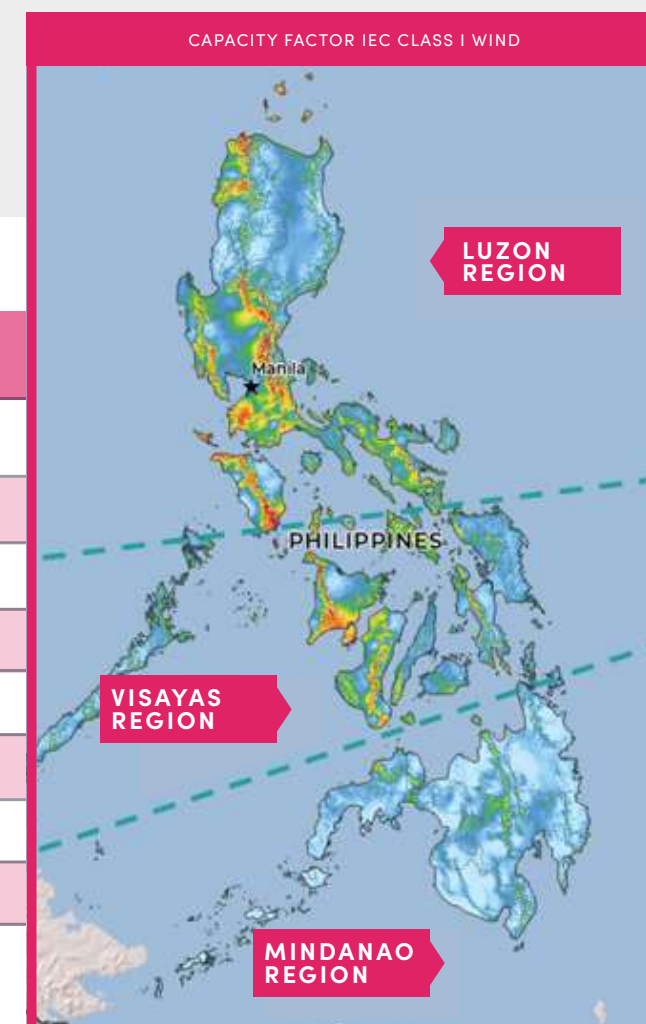 CAPACITY FACTOR IEC CLASS I WIND
LUZON
REGION
Manila
PHILIPPINES
VISAYAS
REGION
MINDANAO
REGION